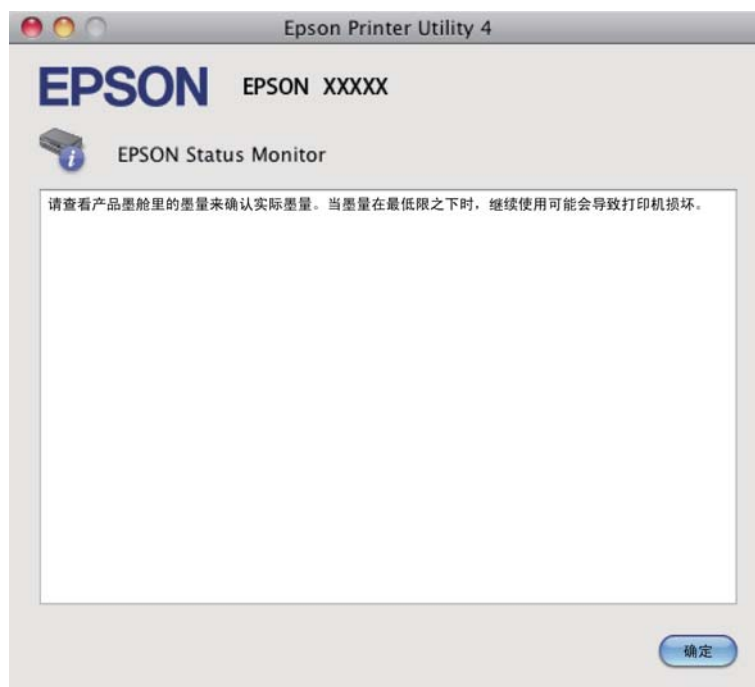 Epson Printer Utility 4
EPSON EPSON XXXXX
EPSON Status Monitor
请查看产品墨舱里的墨量来确认实际墨量。当墨量在最低限之下时，继续使用可能会导致打印机损坏。
确定